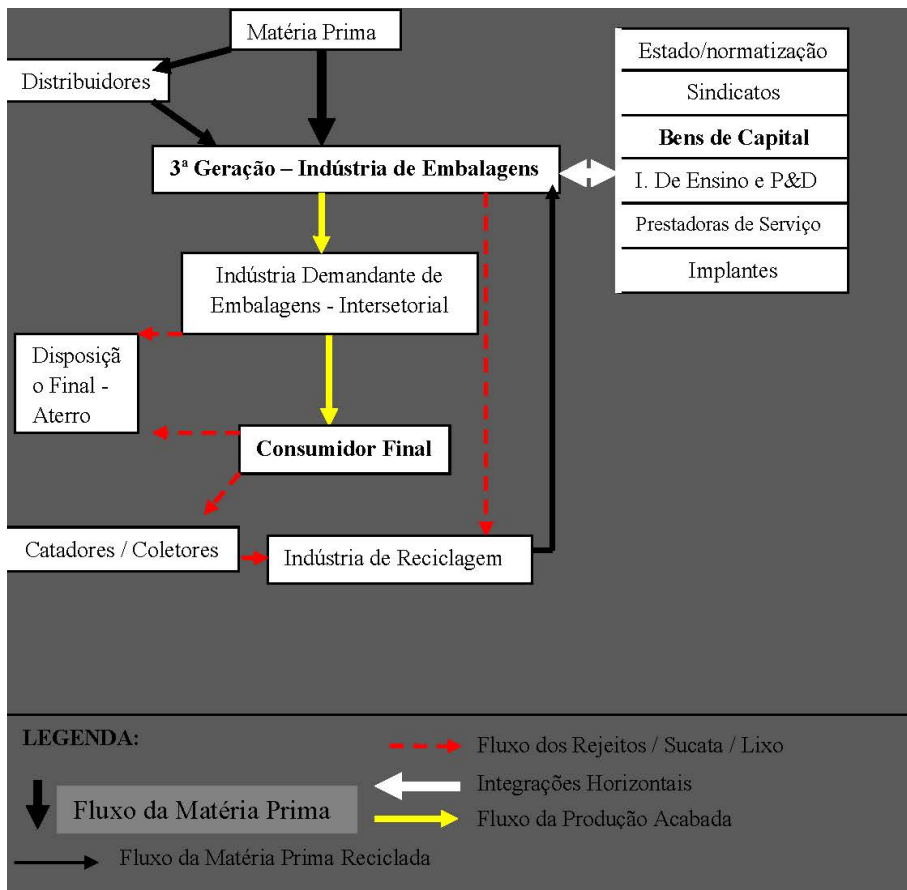 Matéria Prima
Distribuidores
3ª Geração – Indústria de Embalagens
Indústria Demandante de
Embalagens - Intersetorial
Disposiçã
o Final -
Aterro
Consumidor Final
Catadores / Coletores
Indústria de Reciclagem
Estado/normatização
Sindicatos
Bens de Capital
I. De Ensino e P&D
Prestadoras de Serviço
Implantes
LEGENDA:
Fluxo dos Rejeitos / Sucata / Lixo
Integrações Horizontais
Fluxo da Matéria Prima
Fluxo da Produção Acabada
Fluxo da Matéria Prima Reciclada